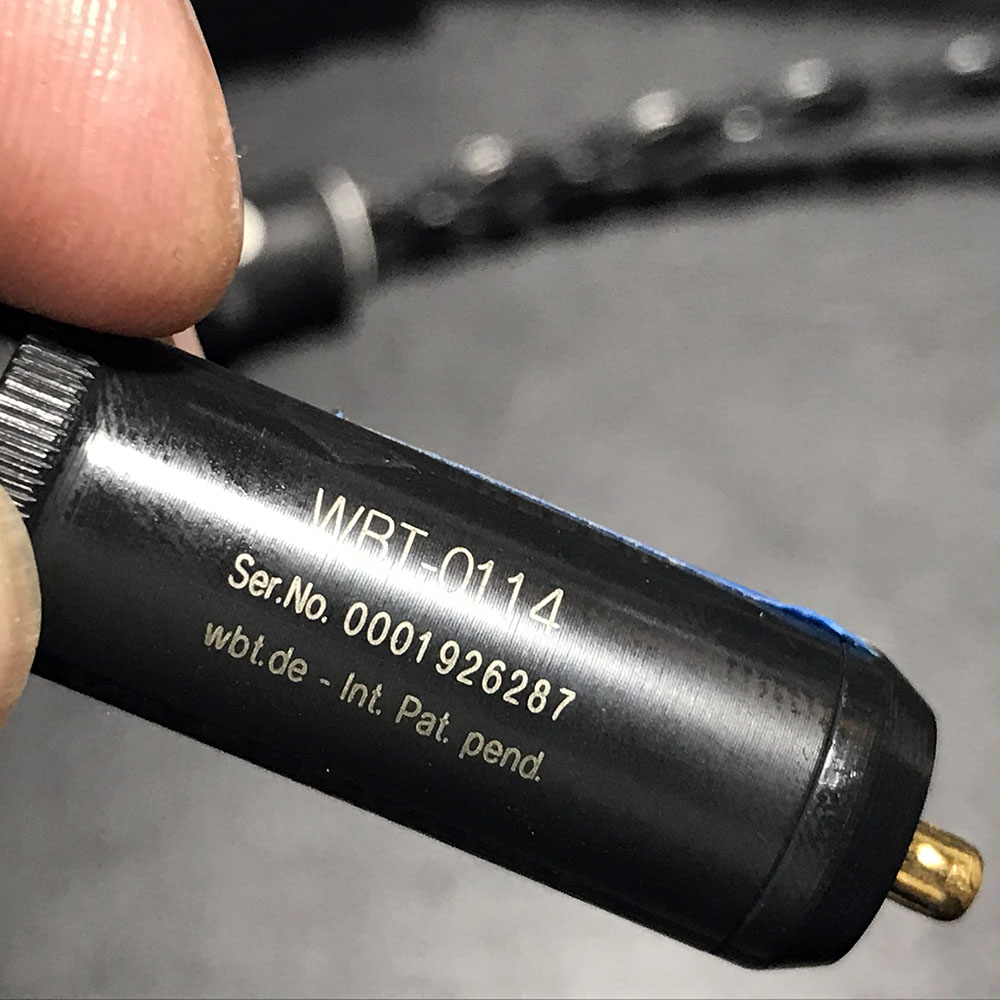 WBT-0114
Ser.No. 0001926287
wbt.de - Int. Pat. pend.